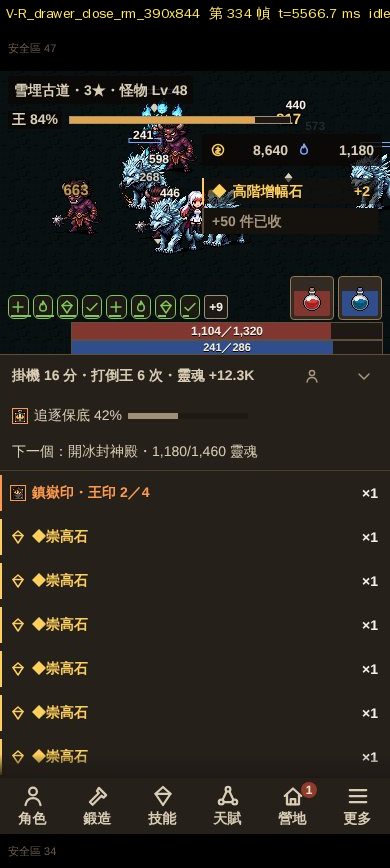 V-R_drawer_close_rm_390x844 第 334 幀 t=5566.7 ms idle
安全區 47
雪埋古道・3★・怪物 Lv 48
440
王 84%
241
573
598
268
446
663
8,640 1,180
◆ 高階增幅石 +2
+50 件已收
+9
1,104／1,320
241／286
掛機 16 分・打倒王 6 次・靈魂 +12.3K
追逐保底 42%
下一個：開冰封神殿・1,180/1,460 靈魂
鎮嶽印・王印 2／4 ×1
◆崇高石 ×1
◆崇高石 ×1
◆崇高石 ×1
◆崇高石 ×1
◆崇高石 ×1
◆崇高石 ×1
1
角色 鍛造 技能 天賦 營地 更多
安全區 34